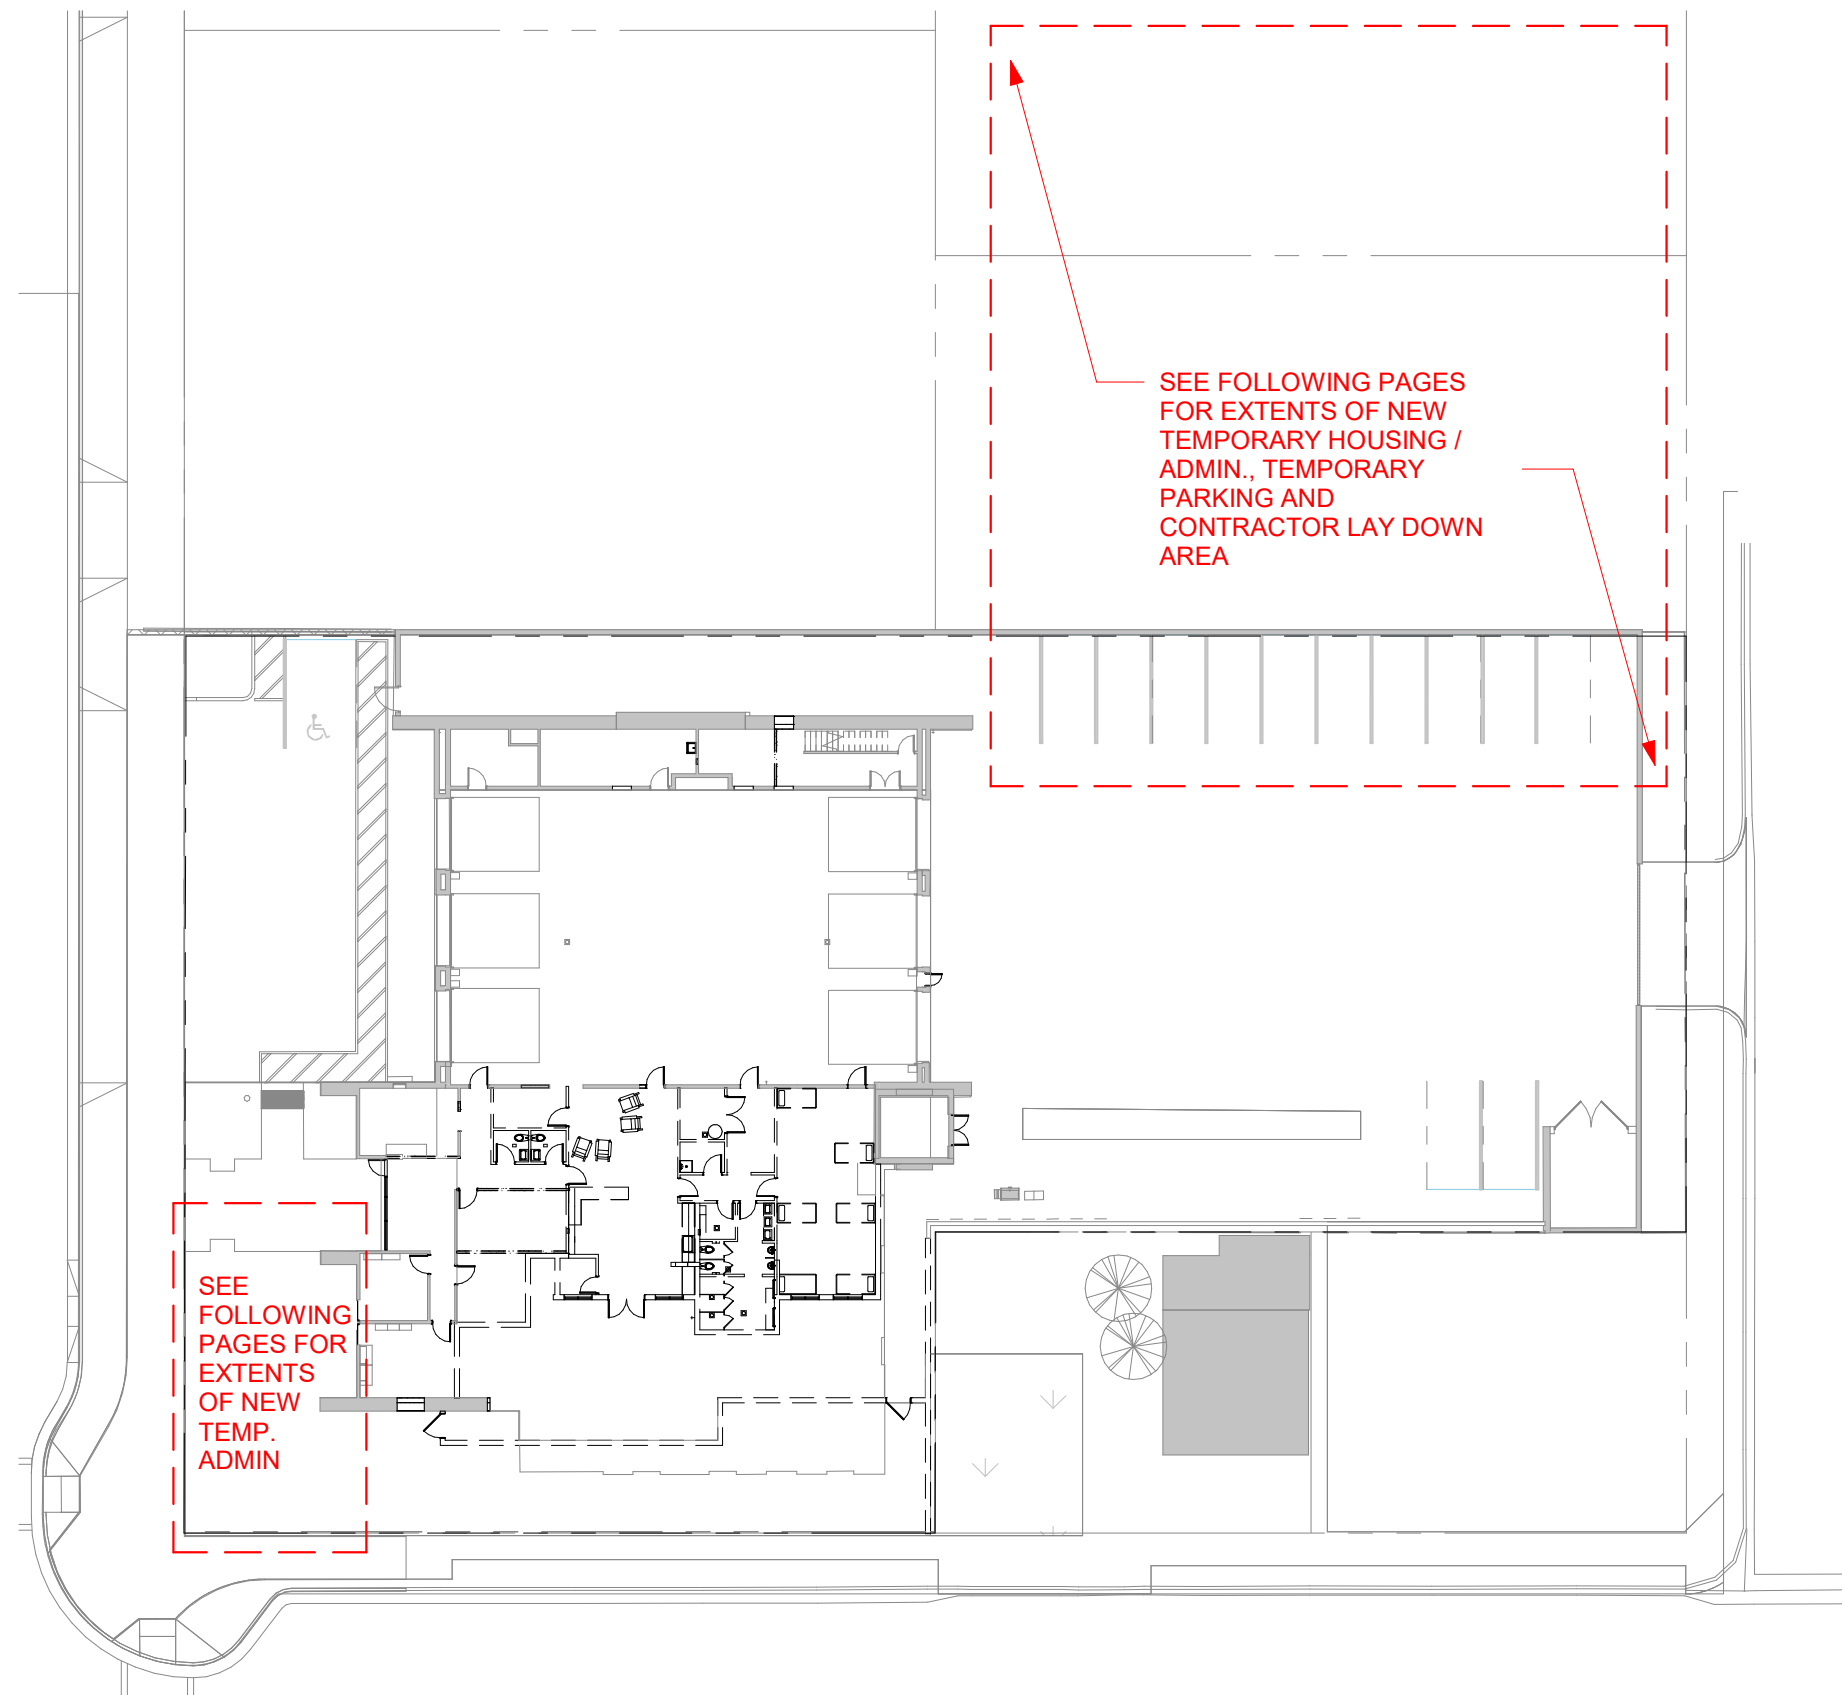 SEE FOLLOWING PAGES
FOR EXTENTS OF NEW
TEMPORARY HOUSING /
ADMIN., TEMPORARY
PARKING AND
CONTRACTOR LAY DOWN
AREA
SEE
FOLLOWING
PAGES FOR
EXTENTS
OF NEW
TEMP.
ADMIN